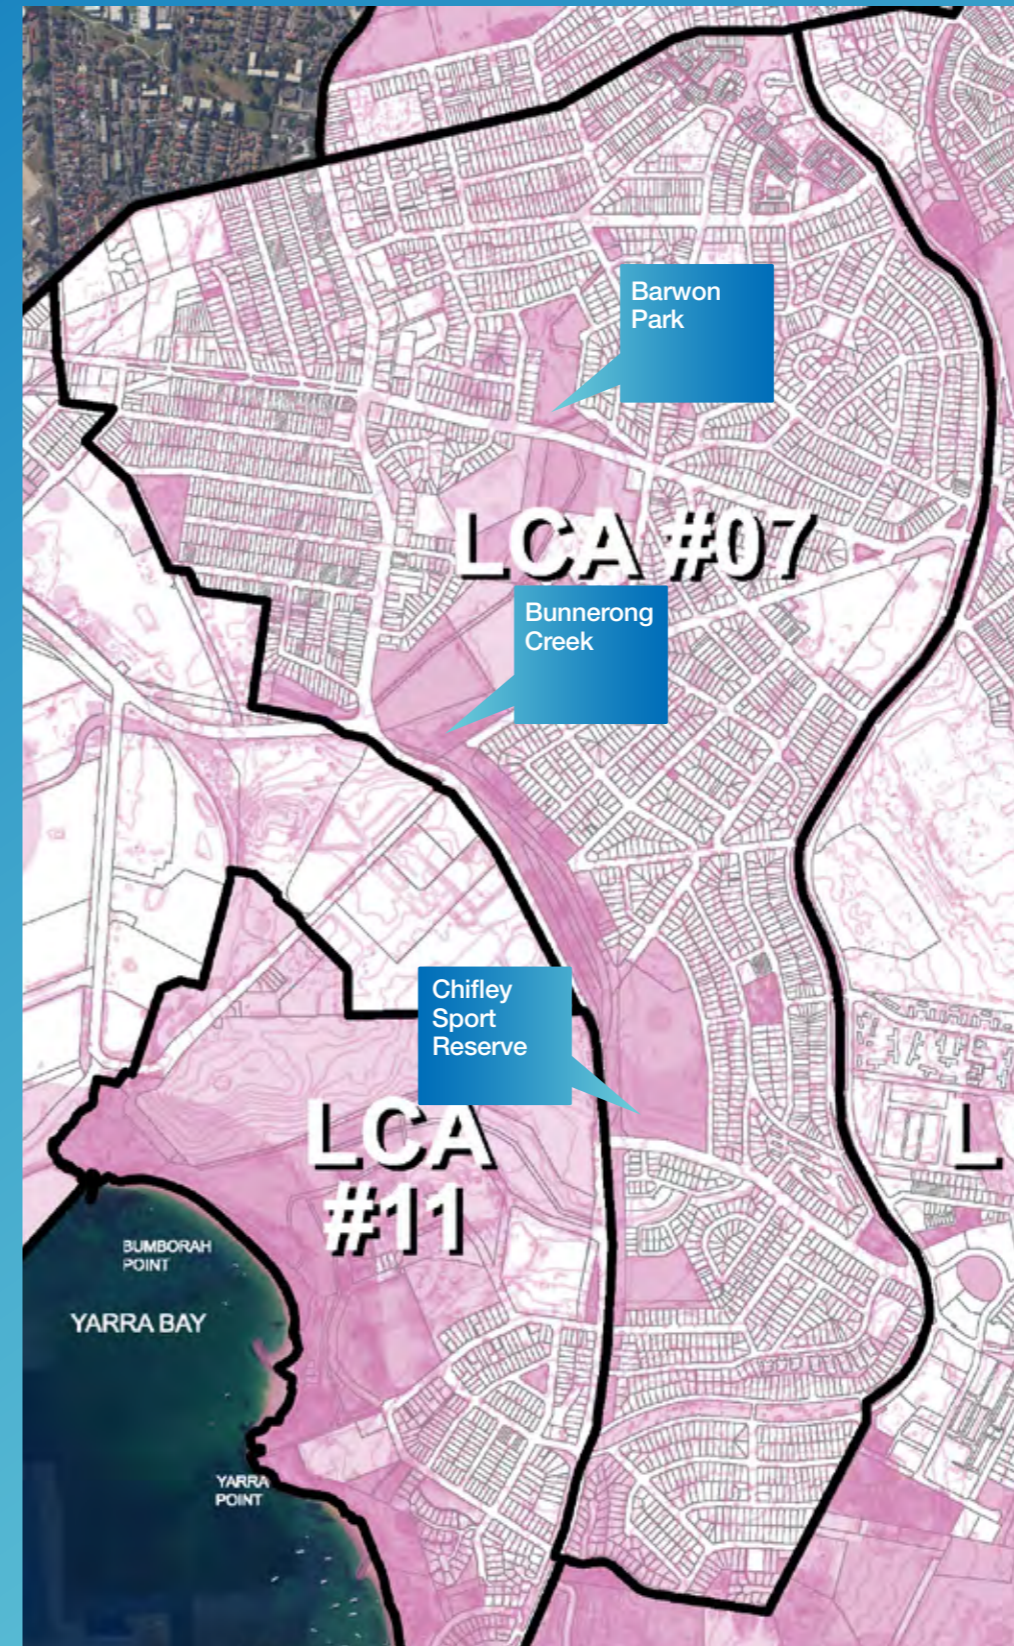 Barwon
Park
LCA #07
Bunnerong
Creek
Chifley
Sport
Reserve
LCA
#11
L
BUMBORAH
POINT
YARRA BAY
YARRA
POINT